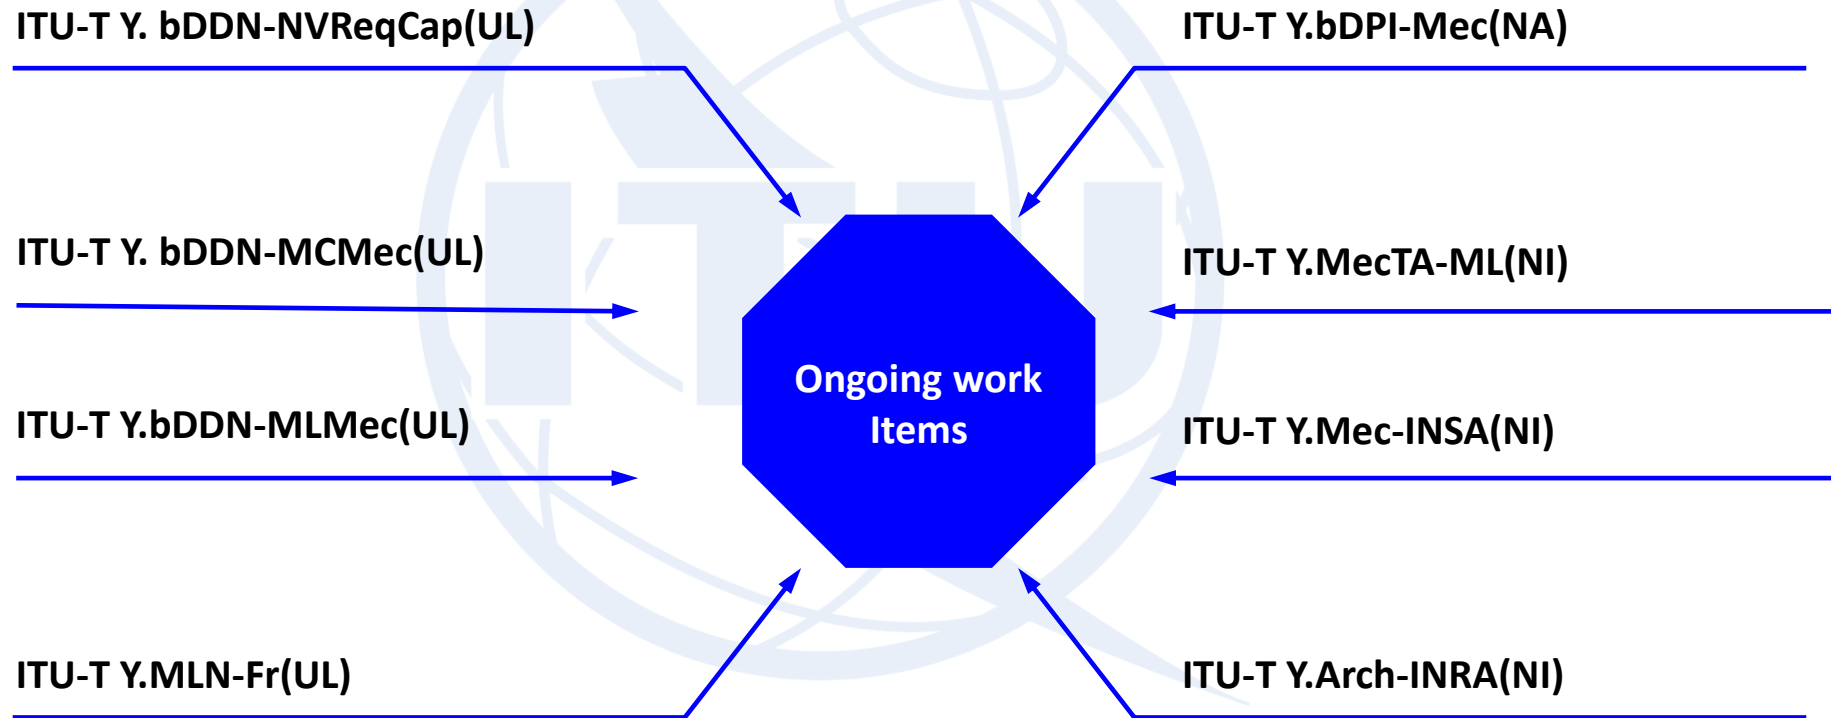 ITU-T Y. bDDN-NVReqCap(UL)
ITU-T Y.bDPI-Mec(NA)
ITU-T Y. bDDN-MCMec(UL)
ITU-T Y.MecTA-ML(NI)
Ongoing work
Items
ITU-T Y.bDDN-MLMec(UL)
ITU-T Y.Mec-INSA(NI)
ITU-T Y.MLN-Fr(UL)
ITU-T Y.Arch-INRA(NI)
ITU